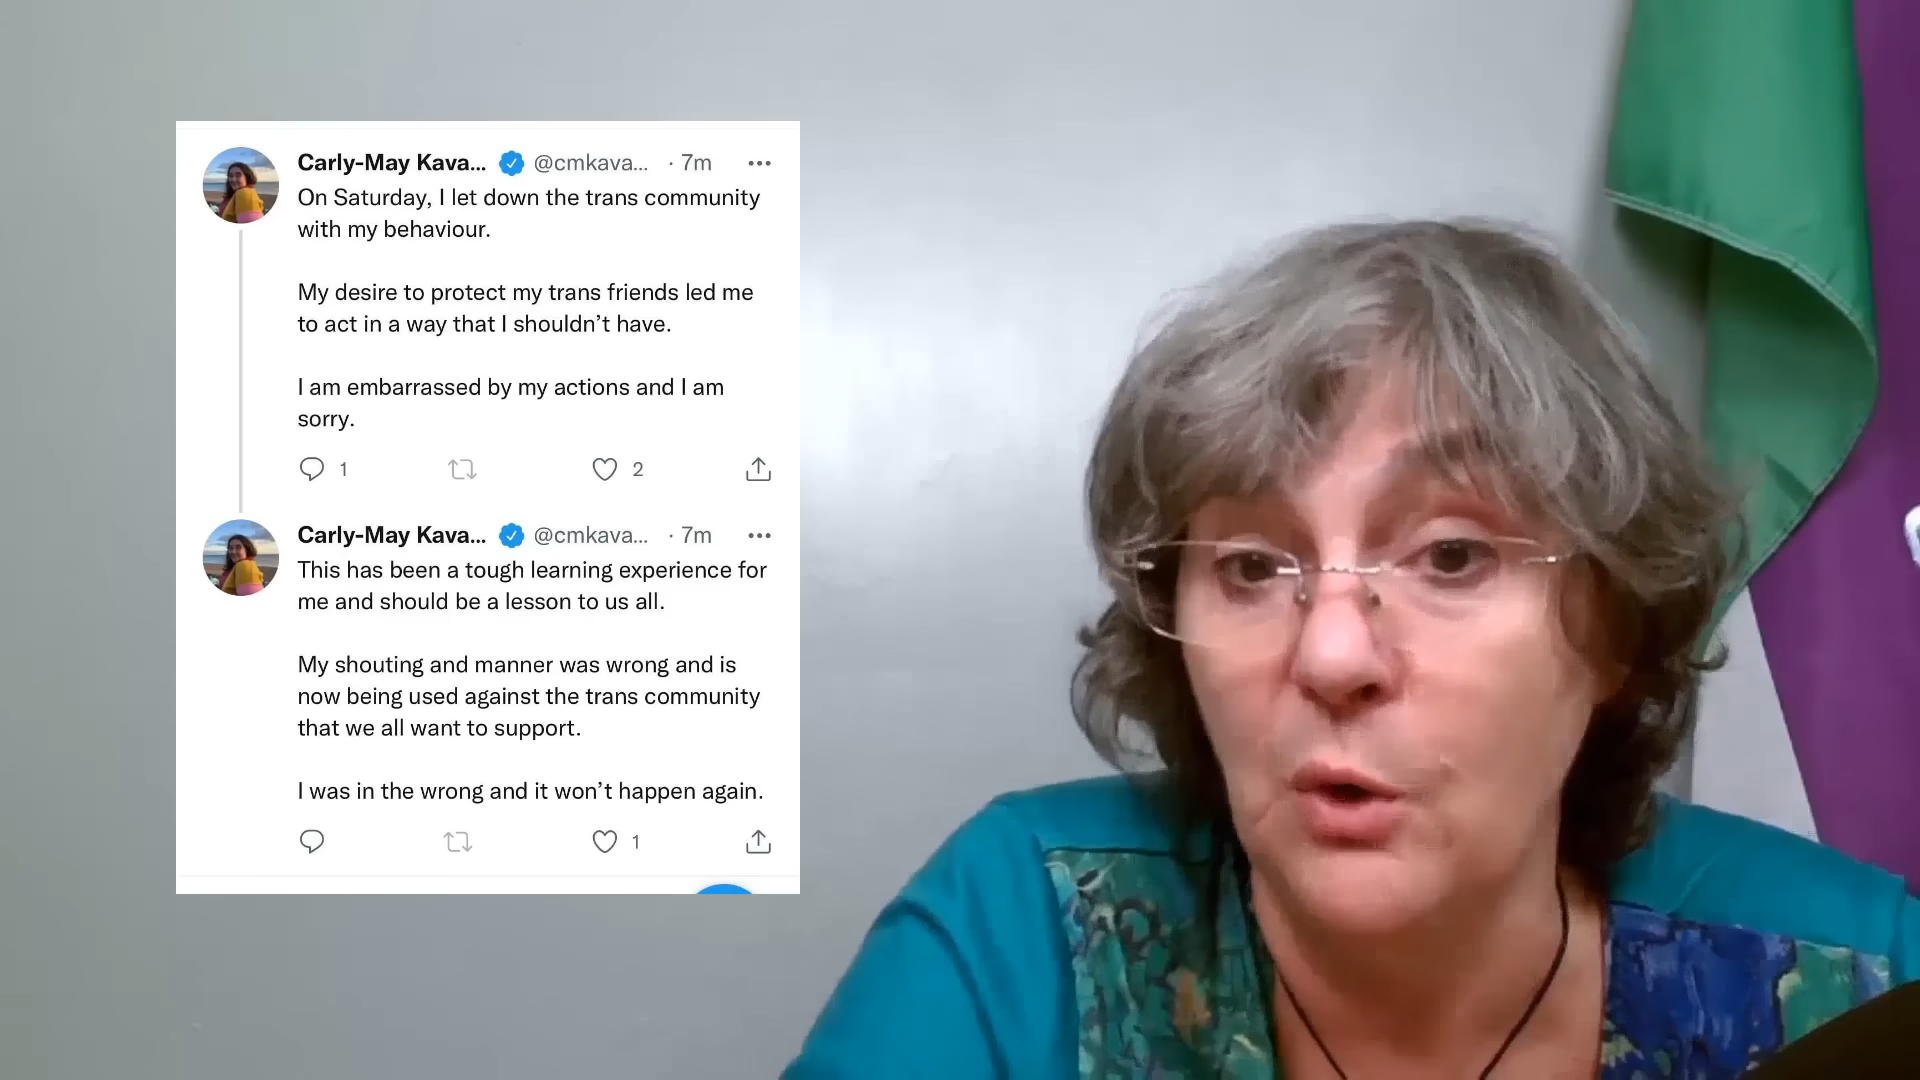 Carly-May Kava... @cmkava... · 7m
On Saturday, I let down the trans community
with my behaviour.
My desire to protect my trans friends led me
to act in a way that I shouldn't have.
I am embarrassed by my actions and I am
sorry.
1 2
Carly-May Kava... @cmkava... · 7m
This has been a tough learning experience for
me and should be a lesson to us all.
My shouting and manner was wrong and is
now being used against the trans community
that we all want to support.
I was in the wrong and it won't happen again.
1